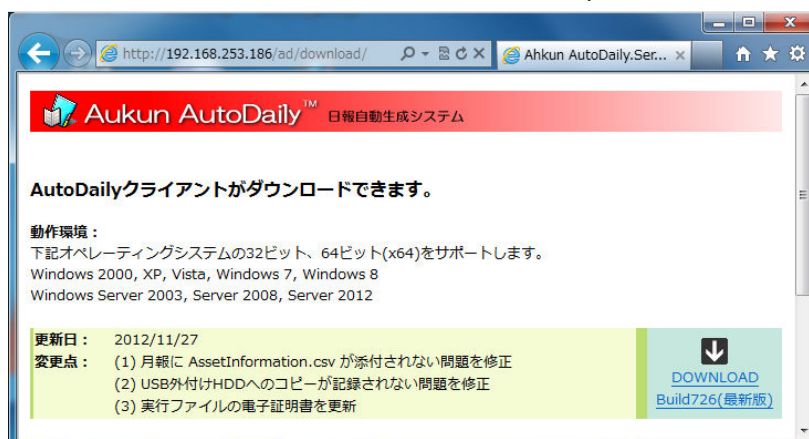 http://192.168.253.186/ad/download/
Ahkun AutoDaily.Ser...
Aukun AutoDaily™ 日報自動生成システム
AutoDailyクライアントがダウンロードできます。
動作環境：
下記オペレーティングシステムの32ビット、64ビット(x64)をサポートします。
Windows 2000, XP, Vista, Windows 7, Windows 8
Windows Server 2003, Server 2008, Server 2012
更新日： 2012/11/27
変更点： (1) 月報に AssetInformation.csv が添付されない問題を修正
(2) USB外付けHDDへのコピーが記録されない問題を修正
(3) 実行ファイルの電子証明書を更新
DOWNLOAD
Build726(最新版)